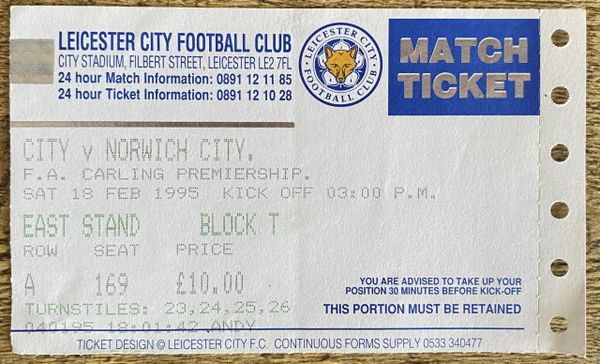 LEICESTER CITY FOOTBALL CLUB
CITY STADIUM, FILBERT STREET, LEICESTER LE2 7FL
24 hour Match Information: 0891 12 11 85
24 hour Ticket Information: 0891 12 10 28
LEICESTER CITY
FOOTBALL CLUB
MATCH
TICKET
CITY v NORWICH CITY.
F.A. CARLING PREMIERSHIP.
SAT 18 FEB 1995 KICK OFF 03:00 P.M.
EAST STAND BLOCK T
ROW SEAT PRICE
A 169 £10.00
TURNSTILES: 23,24,25,26
040195 18:01:42 ANDY
YOU ARE ADVISED TO TAKE UP YOUR
POSITION 30 MINUTES BEFORE KICK-OFF
THIS PORTION MUST BE RETAINED
TICKET DESIGN © LEICESTER CITY F.C. CONTINUOUS FORMS SUPPLY 0533 340477